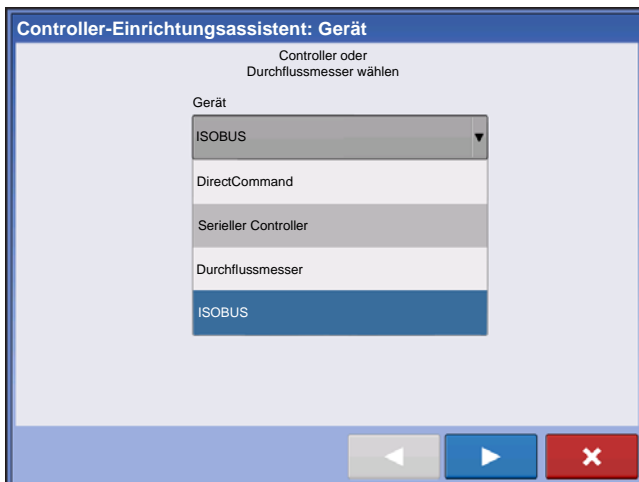 Controller-Einrichtungsassistent: Gerät
Controller oder
Durchflussmesser wählen
Gerät
ISOBUS
DirectCommand
Serieller Controller
Durchflussmesser
ISOBUS